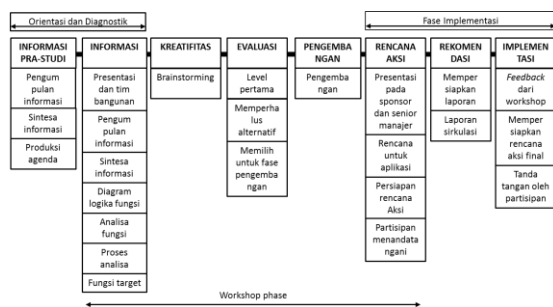 Orientasi dan Diagnostik
Fase Implementasi
INFORMASI
PRA-STUDI
Pengum
pulan
informasi
Sintesa
informasi
Produksi
agenda
INFORMASI
Presentasi
dan tim
bangunan
Pengum
pulan
informasi
Sintesa
informasi
Diagram
logika fungsi
Analisa
fungsi
Proses
analisa
Fungsi target
KREATIFITAS
Brainstorming
EVALUASI
Level
pertama
Memperha
lus
alternatif
Memilih
untuk fase
pengemba
ngan
PENGEMBA
NGAN
Pengemba
ngan
RENCANA
AKSI
Presentasi
pada
sponsor
dan senior
manajer
Rencana
untuk
aplikasi
Persiapan
rencana
Aksi
Partisipan
menandata
ngani
REKOMEN
DASI
Memper
siapkan
laporan
Laporan
sirkulasi
IMPLEMEN
TASI
Feedback
dari
workshop
Memper
siapkan
rencana
aksi final
Tanda
tangan oleh
partisipan
Workshop phase